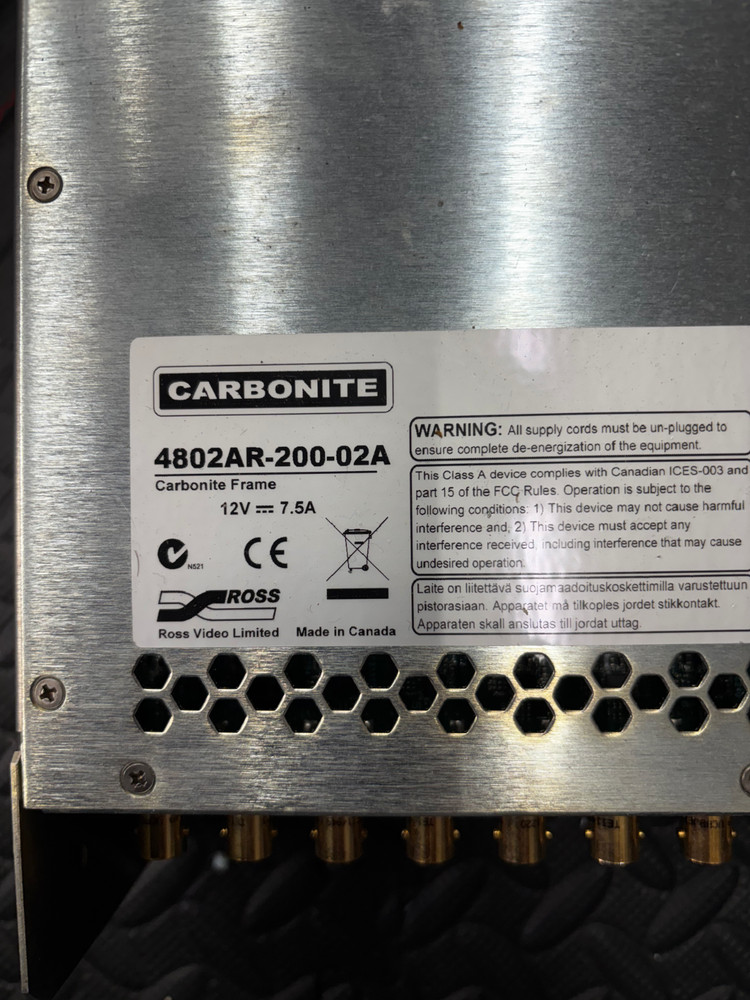 CARBONITE
4802AR-200-02A
Carbonite Frame
12V ⎓ 7.5A
N521
CE
ROSS
Ross Video Limited Made in Canada
WARNING: All supply cords must be un-plugged to
ensure complete de-energization of the equipment.
This Class A device complies with Canadian ICES-003 and
part 15 of the FCC Rules. Operation is subject to the
following conditions: 1) This device may not cause harmful
interference and, 2) This device must accept any
interference received, including interference that may cause
undesired operation.
Laite on liitettävä suojamaadoituskoskettimilla varustettuun
pistorasiaan. Apparatet må tilkoples jordet stikkontakt.
Apparaten skall anslutas till jordat uttag.